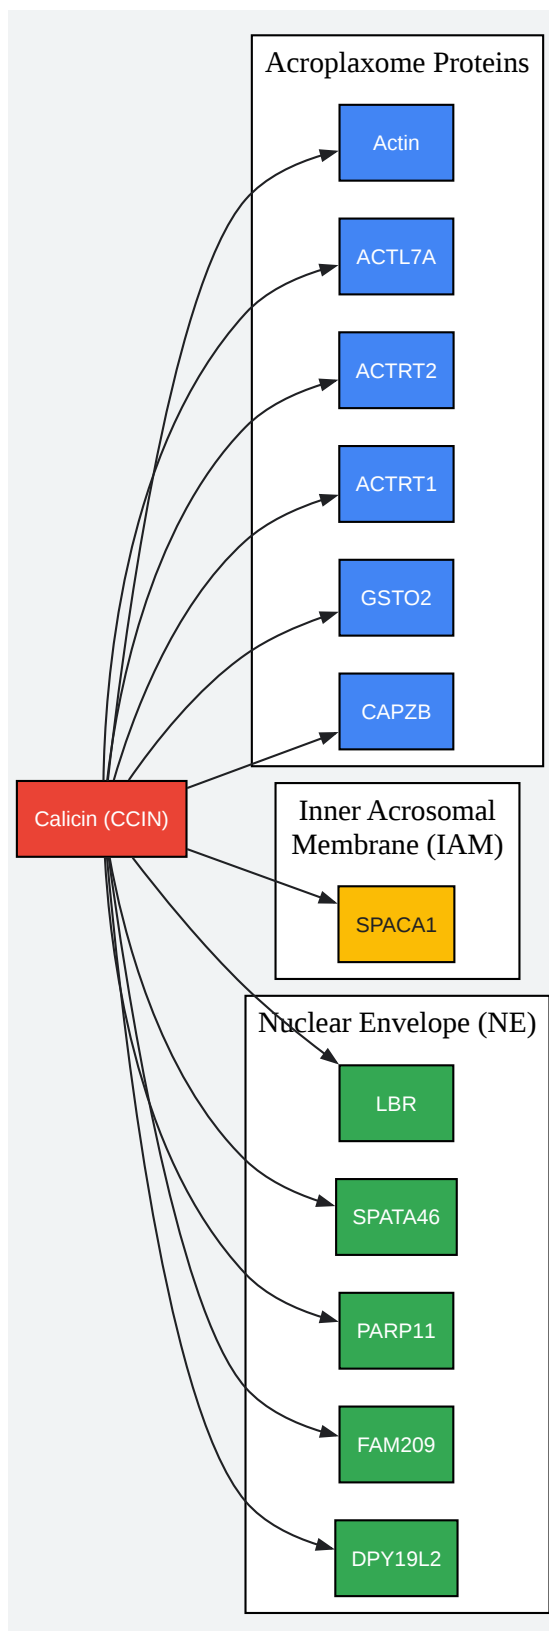 Acroplaxome Proteins
Actin
ACTL7A
ACTRT2
ACTRT1
GSTO2
CAPZB
Calicin (CCIN)
Inner Acrosomal
Membrane (IAM)
SPACA1
Nuclear Envelope (NE)
LBR
SPATA46
PARP11
FAM209
DPY19L2